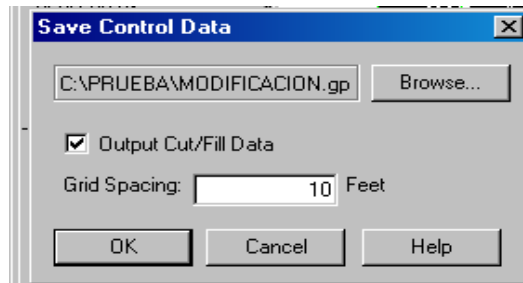 Save Control Data
C:\PRUEBA\MODIFICACION.gp Browse...
Output Cut/Fill Data
Grid Spacing: 10 Feet
OK Cancel Help